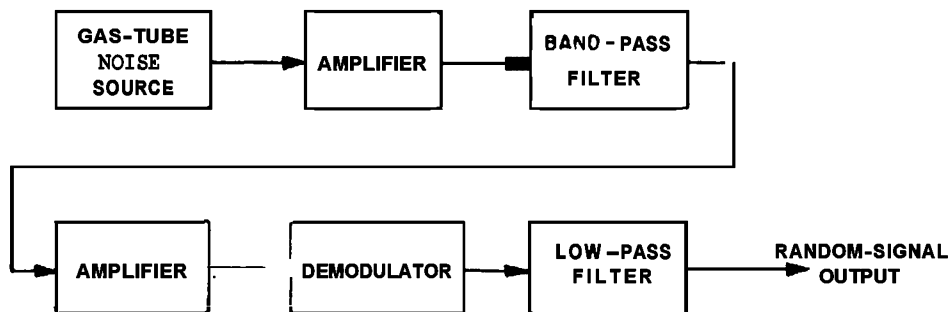 GAS-TUBE
NOISE
SOURCE
AMPLIFIER
BAND-PASS
FILTER
AMPLIFIER
DEMODULATOR
LOW-PASS
FILTER
RANDOM-SIGNAL
OUTPUT